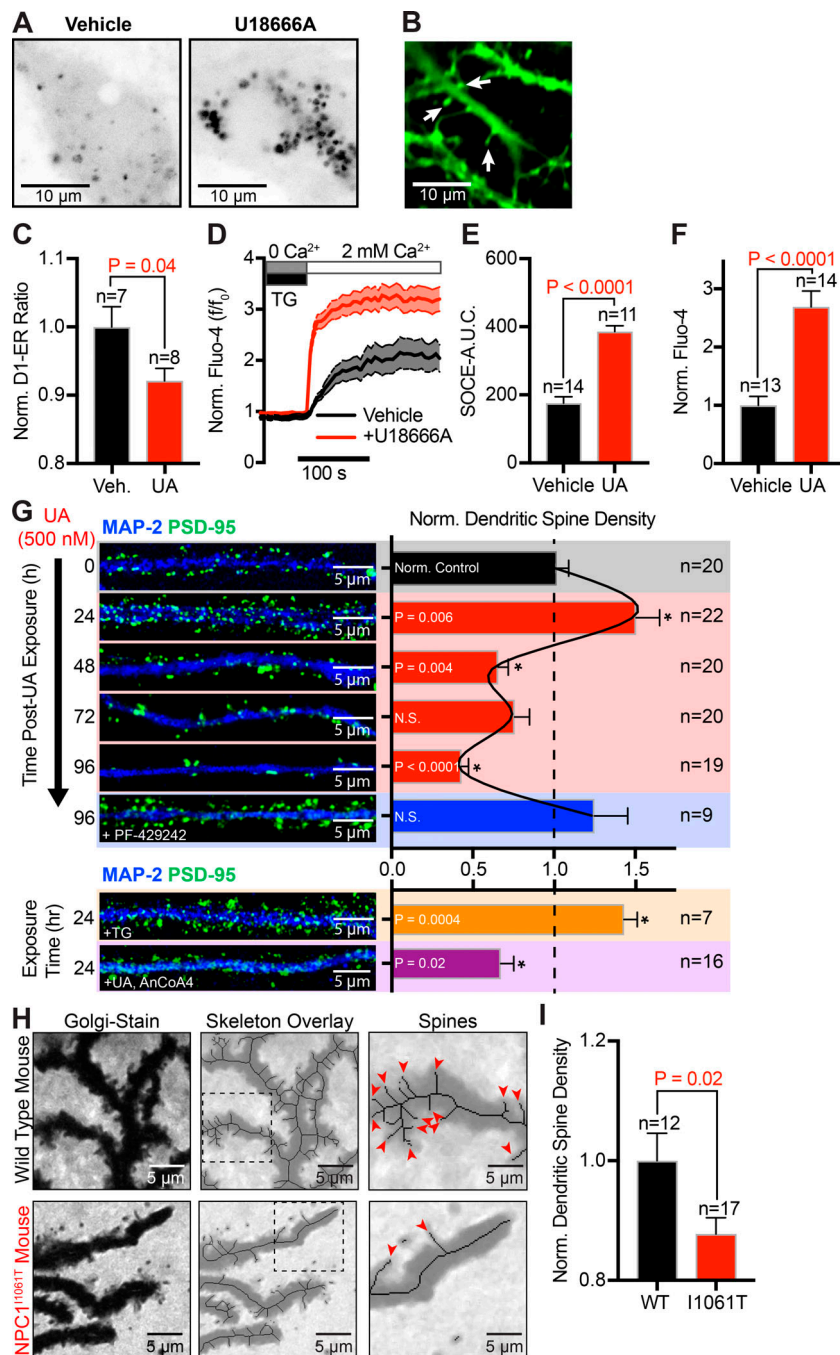 A
Vehicle
U18666A
10 µm
10 µm
B
10 µm
C
Norm. D1-ER Ratio
1.1
1.0
0.9
0.8
P = 0.04
n=7
n=8
Veh.
UA
D
Norm. Fluo-4 (f/f0)
4
3
2
1
0
0 Ca²⁺
2 mM Ca²⁺
TG
Vehicle
+U18666A
100 s
E
SOCE-A.U.C.
600
400
200
0
P < 0.0001
n=11
n=14
Vehicle
UA
F
Norm. Fluo-4
3
2
1
0
P < 0.0001
n=14
n=13
Vehicle
UA
G
UA
(500 nM)
MAP-2 PSD-95
Norm. Dendritic Spine Density
Time Post-UA Exposure (h)
0
5 µm
Norm. Control
n=20
24
5 µm
P = 0.006
*
n=22
48
5 µm
P = 0.004
*
n=20
72
5 µm
N.S.
n=20
96
5 µm
P < 0.0001
*
n=19
96
+ PF-429242
5 µm
N.S.
n=9
0.0
0.5
1.0
1.5
MAP-2 PSD-95
Exposure
Time (hr)
24
+TG
5 µm
P = 0.0004
*
n=7
24
+UA, AnCoA4
5 µm
P = 0.02
*
n=16
H
Golgi-Stain
Skeleton Overlay
Spines
Wild Type Mouse
5 µm
5 µm
5 µm
NPC1I1061T Mouse
5 µm
5 µm
5 µm
I
Norm. Dendritic Spine Density
1.2
1.0
0.8
P = 0.02
n=12
n=17
WT
I1061T